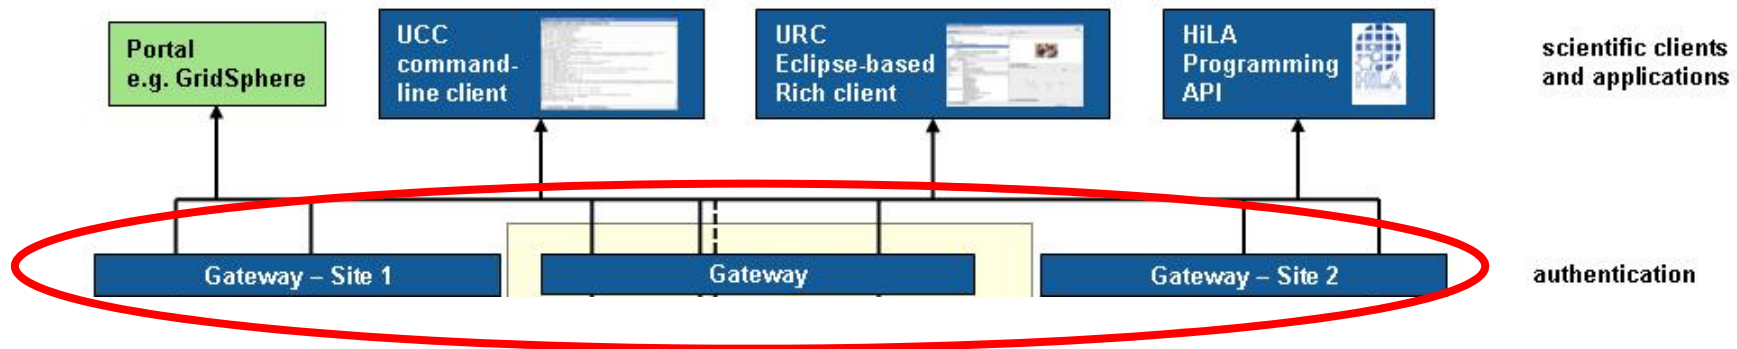 Portal
e.g. GridSphere
UCC
command-
line client
URC
Eclipse-based
Rich client
HiLA
Programming
API
HiLA
scientific clients
and applications
Gateway – Site 1
Gateway
Gateway – Site 2
authentication